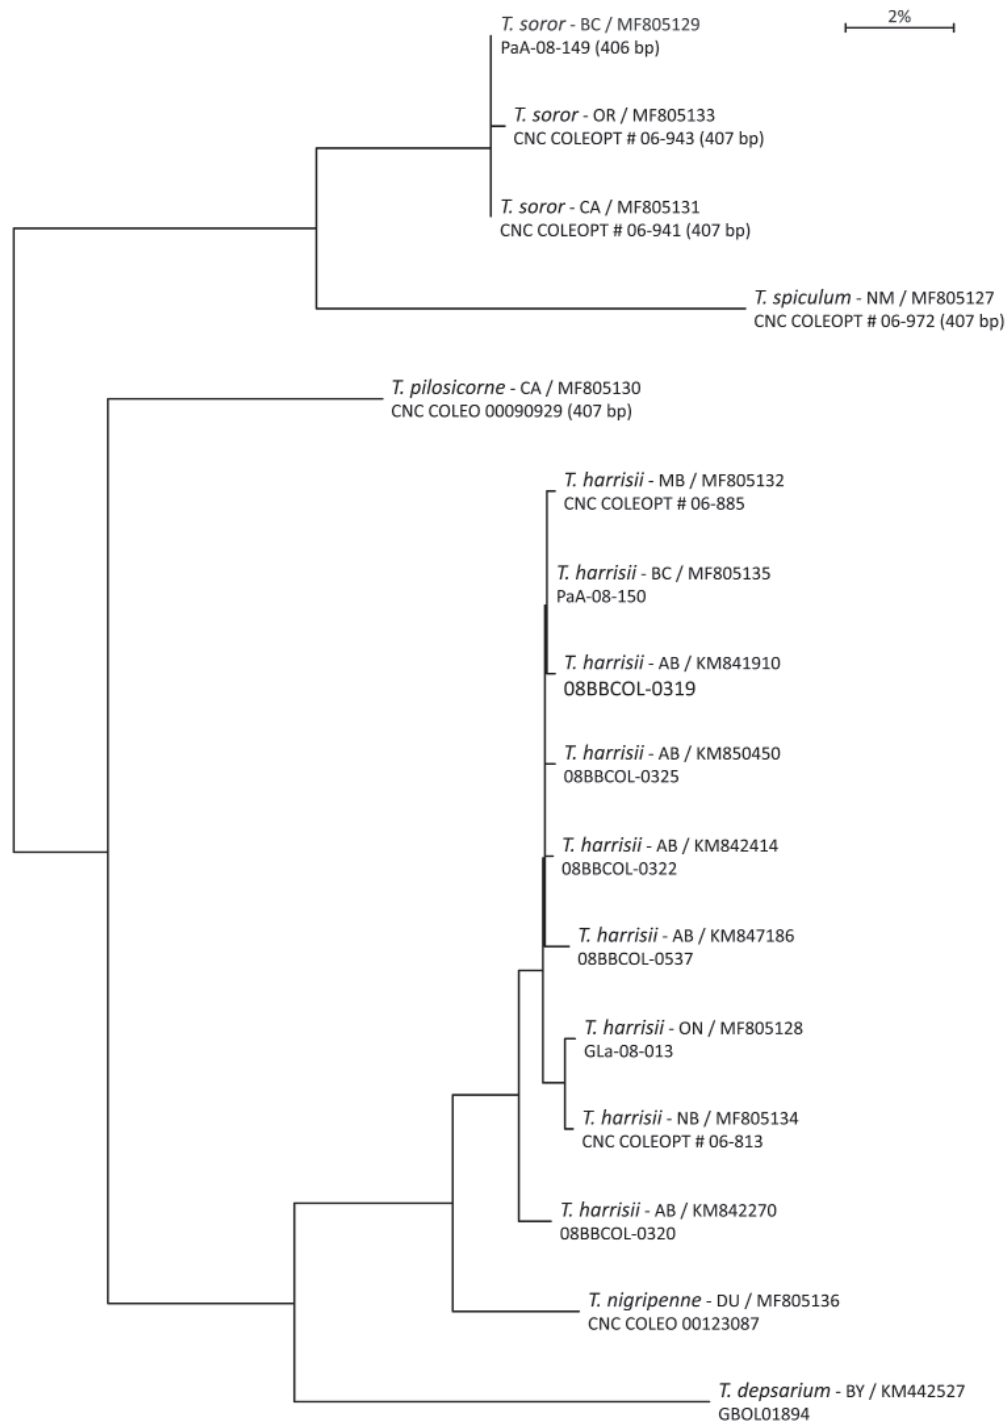 2%
T. soror - BC / MF805129
PaA-08-149 (406 bp)
T. soror - OR / MF805133
CNC COLEOPT # 06-943 (407 bp)
T. soror - CA / MF805131
CNC COLEOPT # 06-941 (407 bp)
T. spiculum - NM / MF805127
CNC COLEOPT # 06-972 (407 bp)
T. pilosicorne - CA / MF805130
CNC COLEO 00090929 (407 bp)
T. harrisii - MB / MF805132
CNC COLEOPT # 06-885
T. harrisii - BC / MF805135
PaA-08-150
T. harrisii - AB / KM841910
08BBCOL-0319
T. harrisii - AB / KM850450
08BBCOL-0325
T. harrisii - AB / KM842414
08BBCOL-0322
T. harrisii - AB / KM847186
08BBCOL-0537
T. harrisii - ON / MF805128
GLa-08-013
T. harrisii - NB / MF805134
CNC COLEOPT # 06-813
T. harrisii - AB / KM842270
08BBCOL-0320
T. nigripenne - DU / MF805136
CNC COLEO 00123087
T. depsarium - BY / KM442527
GBOL01894